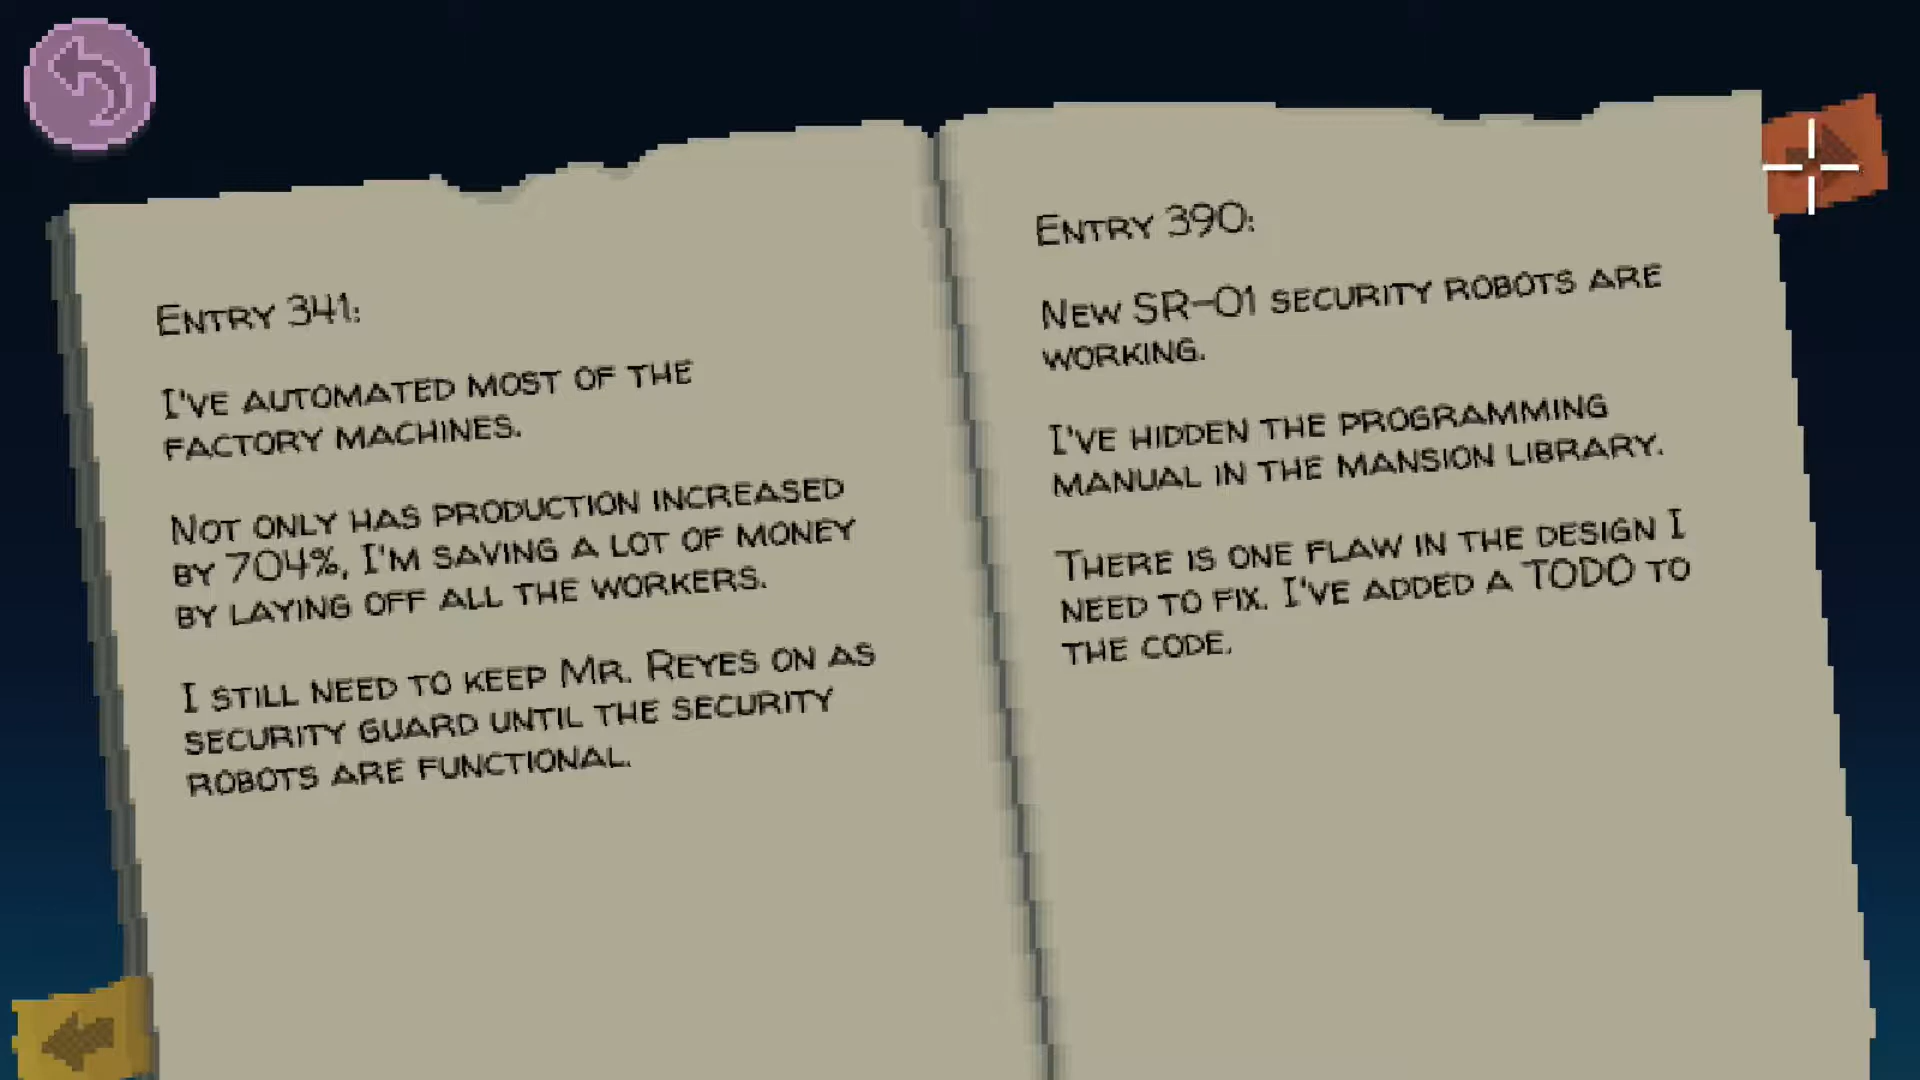 ENTRY 341:
I'VE AUTOMATED MOST OF THE
FACTORY MACHINES.
NOT ONLY HAS PRODUCTION INCREASED
BY 704%, I'M SAVING A LOT OF MONEY
BY LAYING OFF ALL THE WORKERS.
I STILL NEED TO KEEP MR. REYES ON AS
SECURITY GUARD UNTIL THE SECURITY
ROBOTS ARE FUNCTIONAL.
ENTRY 390:
NEW SR-01 SECURITY ROBOTS ARE
WORKING.
I'VE HIDDEN THE PROGRAMMING
MANUAL IN THE MANSION LIBRARY.
THERE IS ONE FLAW IN THE DESIGN I
NEED TO FIX. I'VE ADDED A TODO TO
THE CODE.